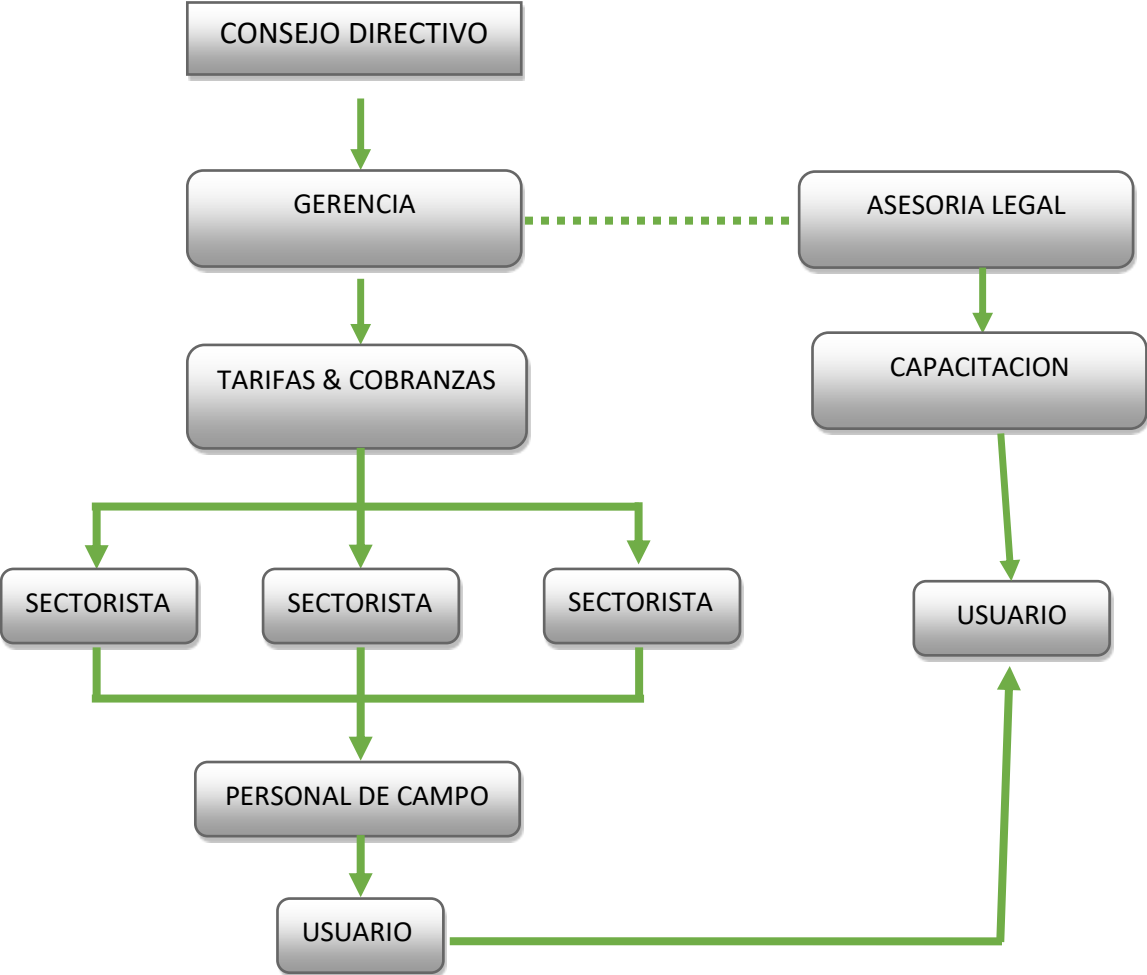 CONSEJO DIRECTIVO
GERENCIA
ASESORIA LEGAL
TARIFAS & COBRANZAS
CAPACITACION
SECTORISTA
SECTORISTA
SECTORISTA
USUARIO
PERSONAL DE CAMPO
USUARIO